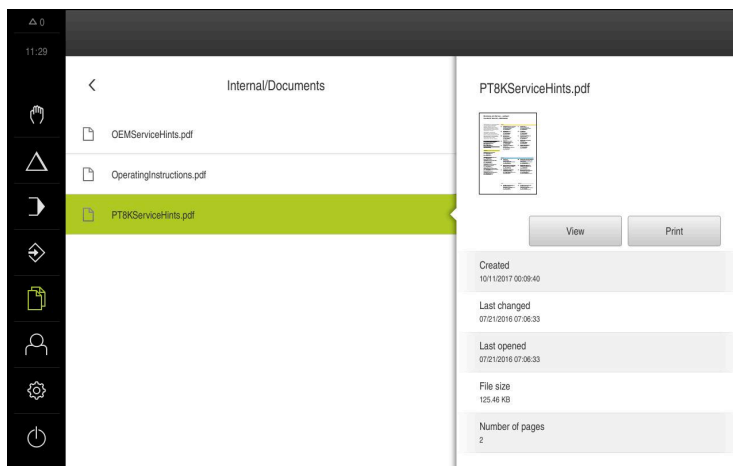 0
11:29
Internal/Documents
OEMServiceHints.pdf
OperatingInstructions.pdf
PT8KServiceHints.pdf
PT8KServiceHints.pdf
View Print
Created
10/11/2017 00:09:40
Last changed
07/21/2016 07:06:33
Last opened
07/21/2016 07:06:33
File size
125.46 KB
Number of pages
2